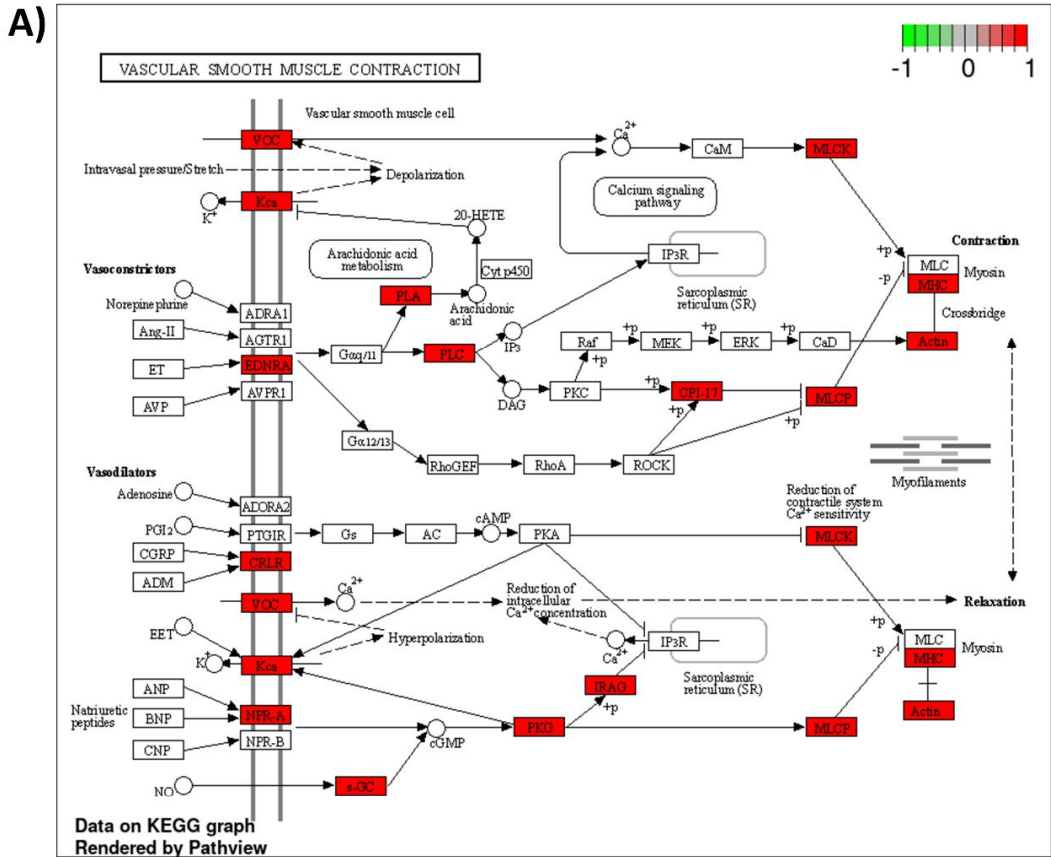 A)
VASCULAR SMOOTH MUSCLE CONTRACTION
-1 0 1
Vascular smooth muscle cell
VOC
Ca2+
CaM
MLCK
Intravasal pressure/Stretch
Depolarization
Kca
K+
20-HETE
Calcium signaling
pathway
Arachidonic acid
metabolism
Cyt p450
IP3R
+p
-p
Contraction
MLC
MHC
Myosin
Vasoconstrictors
Norepinephrine
PLA
Arachidonic
acid
Sarcoplasmic
reticulum (SR)
Crossbridge
ADRA1
Ang-II
AGTR1
IP3
+p
+p
+p
Gαq/11
PLC
Raf
MEK
ERK
CaD
Actin
ET
EDNRA
+p
AVP
AVPR1
DAG
PKC
+p
CPI-17
MLCP
+p
+p
Gα12/13
RhoGEF
RhoA
ROCK
Myofilaments
Vasodilators
Adenosine
ADORA2
Reduction of
contractile system
Ca2+ sensitivity
PGI2
PTGIR
Gs
AC
cAMP
PKA
MLCK
CGRP
CRLR
ADM
VOC
Ca2+
Reduction of
intracellular
Ca2+ concentration
Relaxation
EET
Hyperpolarization
Ca2+
IP3R
+p
-p
MLC
MHC
Myosin
K+
Kca
Sarcoplasmic
reticulum (SR)
ANP
IRAG
+p
Natriuretic
peptides
BNP
NPR-A
Actin
CNP
NPR-B
cGMP
PKG
MLCP
NO
s-GC
Data on KEGG graph
Rendered by Pathview